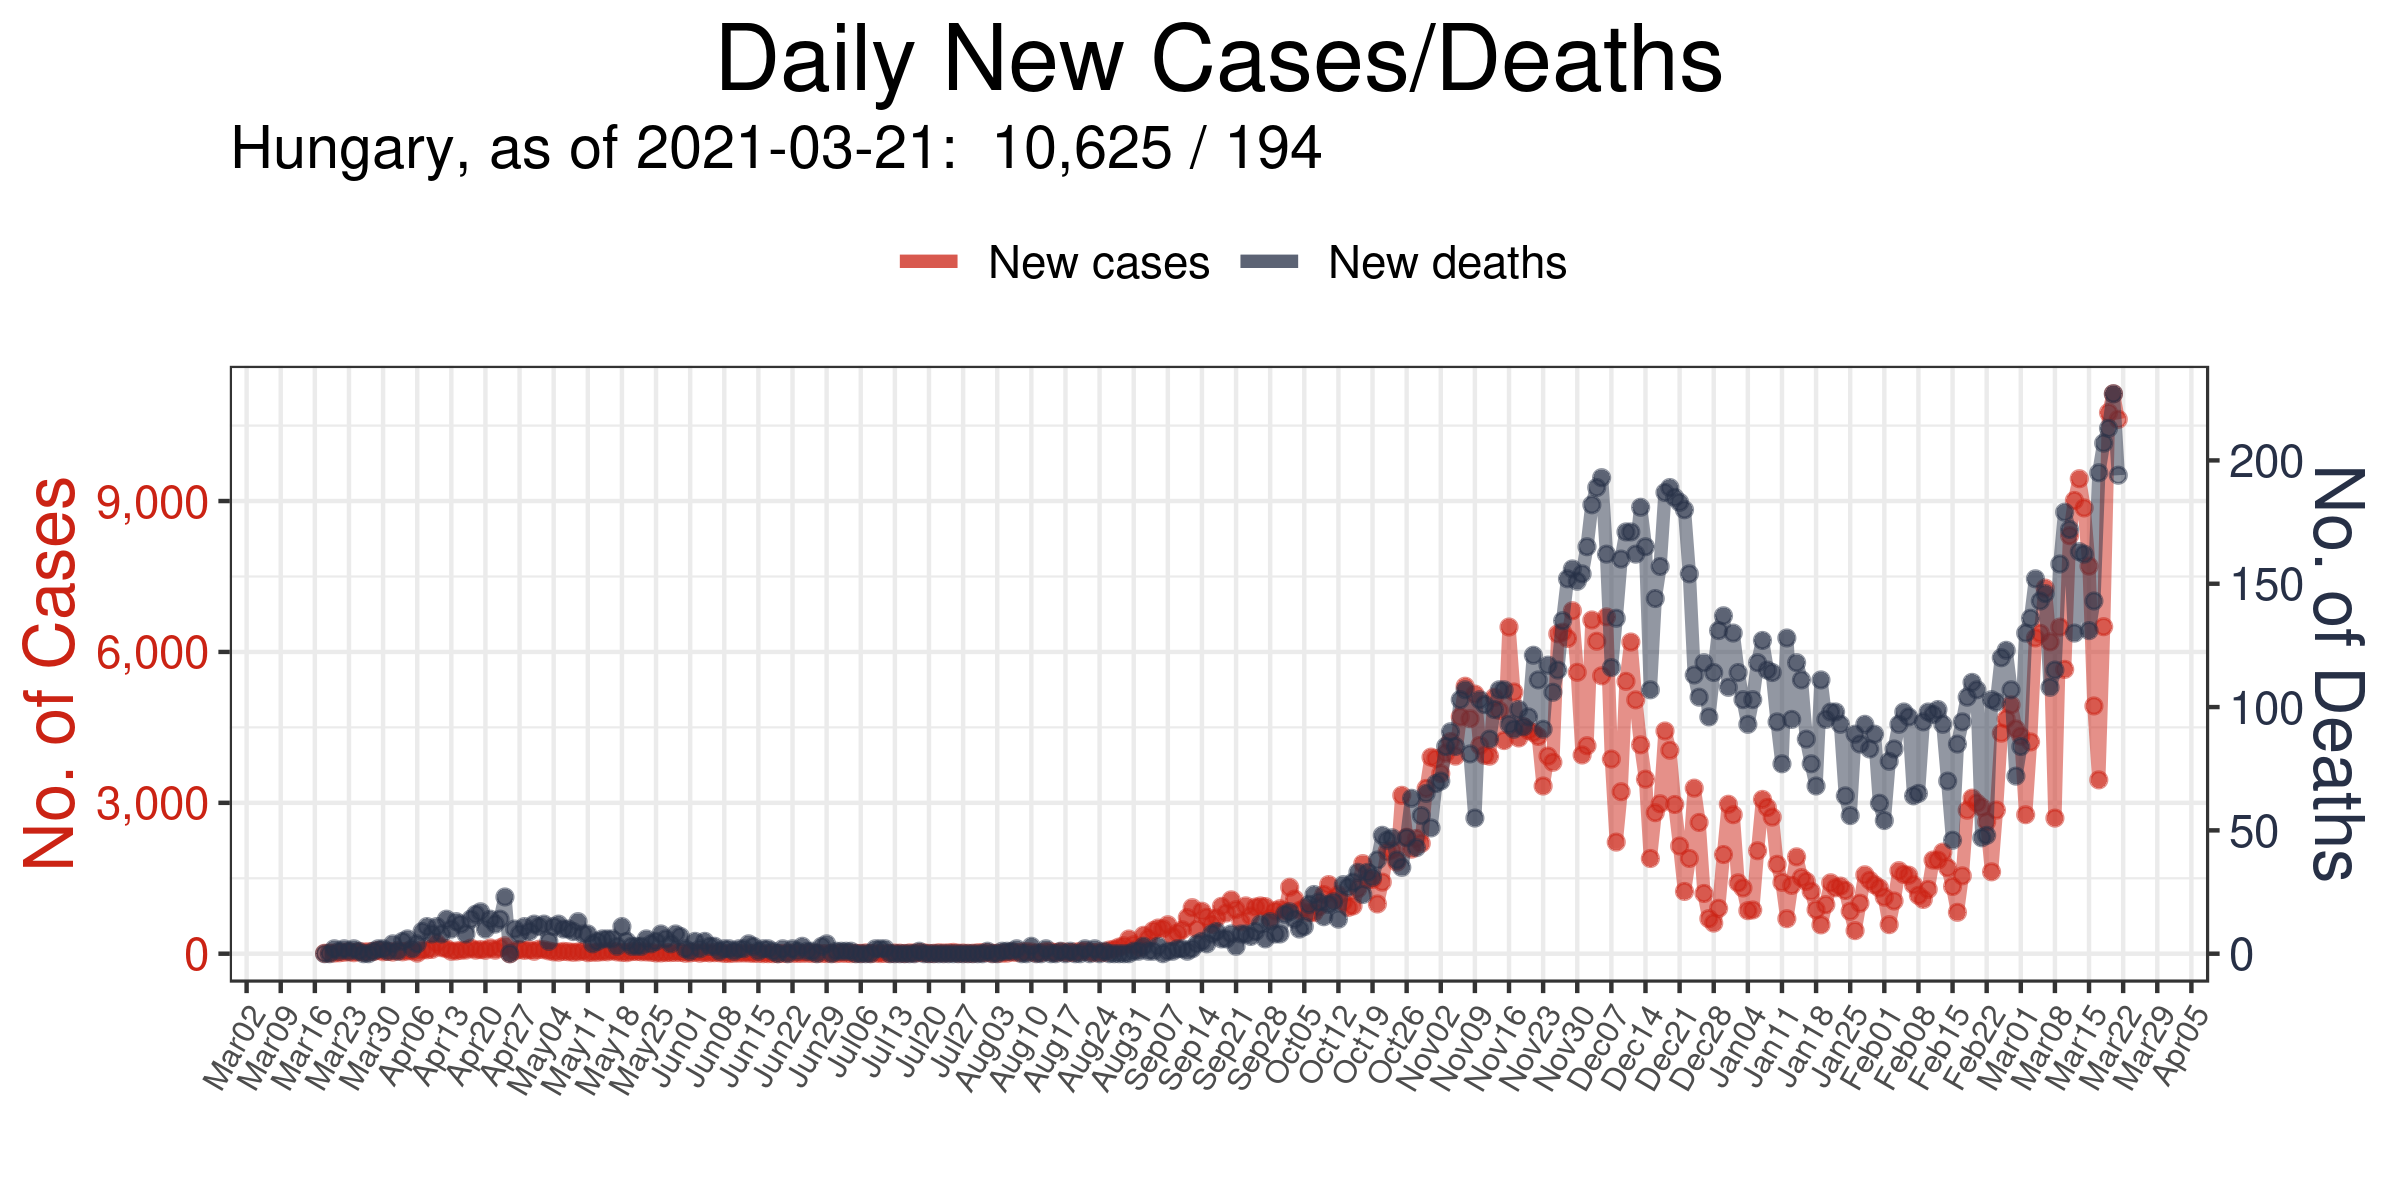 Daily New Cases/Deaths
Hungary, as of 2021-03-21: 10,625 / 194
New cases
New deaths
No. of Cases
9,000
6,000
3,000
0
200
150
100
50
0
No. of Deaths
Mar02
Mar09
Mar16
Mar23
Mar30
Apr06
Apr13
Apr20
Apr27
May04
May11
May18
May25
Jun01
Jun08
Jun15
Jun22
Jun29
Jul06
Jul13
Jul20
Jul27
Aug03
Aug10
Aug17
Aug24
Aug31
Sep07
Sep14
Sep21
Sep28
Oct05
Oct12
Oct19
Oct26
Nov02
Nov09
Nov16
Nov23
Nov30
Dec07
Dec14
Dec21
Dec28
Dec04
Jan11
Jan18
Jan25
Feb01
Feb08
Feb15
Feb22
Mar01
Mar08
Mar15
Mar22
Mar29
Apr05